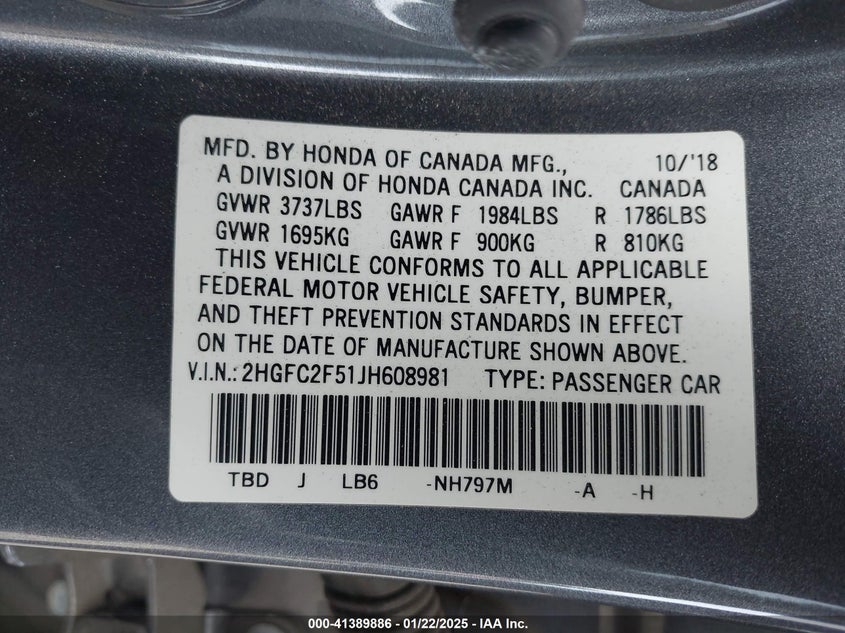 MFD. BY HONDA OF CANADA MFG., 10/'18
A DIVISION OF HONDA CANADA INC. CANADA
GVWR 3737LBS GAWR F 1984LBS R 1786LBS
GVWR 1695KG GAWR F 900KG R 810KG
THIS VEHICLE CONFORMS TO ALL APPLICABLE
FEDERAL MOTOR VEHICLE SAFETY, BUMPER,
AND THEFT PREVENTION STANDARDS IN EFFECT
ON THE DATE OF MANUFACTURE SHOWN ABOVE.
V.I.N.: 2HGFC2F51JH608981 TYPE: PASSENGER CAR
TBD J LB6 -NH797M -A -H
000-41389886 - 01/22/2025 - IAA Inc.